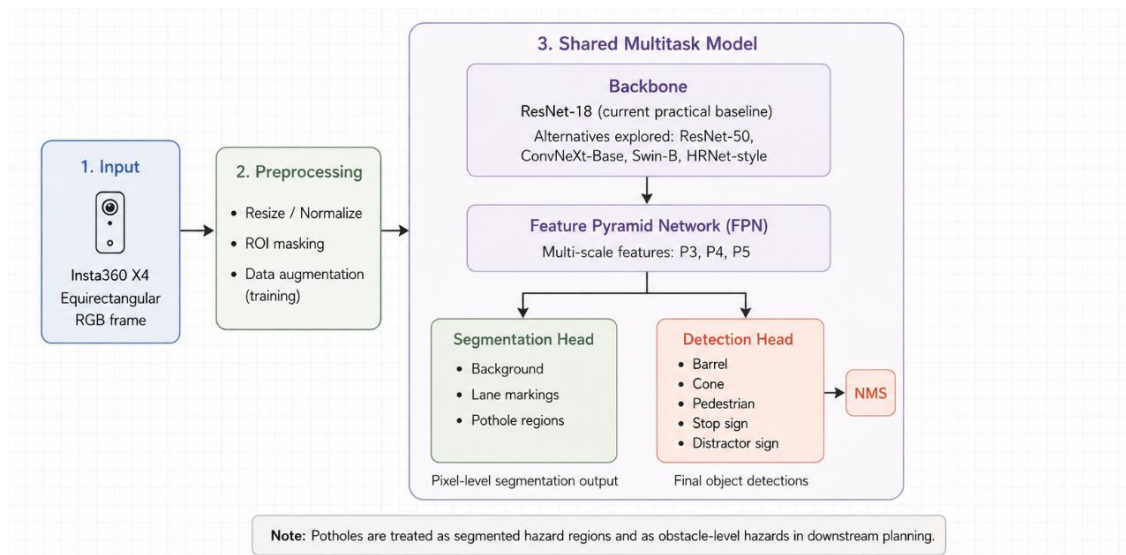 3. Shared Multitask Model
Backbone
ResNet-18 (current practical baseline)
Alternatives explored: ResNet-50,
ConvNeXt-Base, Swin-B, HRNet-style
1. Input
Insta360 X4
Equirectangular
RGB frame
2. Preprocessing
• Resize / Normalize
• ROI masking
• Data augmentation
(training)
Feature Pyramid Network (FPN)
Multi-scale features: P3, P4, P5
Segmentation Head
• Background
• Lane markings
• Pothole regions
Pixel-level segmentation output
Detection Head
• Barrel
• Cone
• Pedestrian
• Stop sign
• Distractor sign
Final object detections
NMS
Note: Potholes are treated as segmented hazard regions and as obstacle-level hazards in downstream planning.